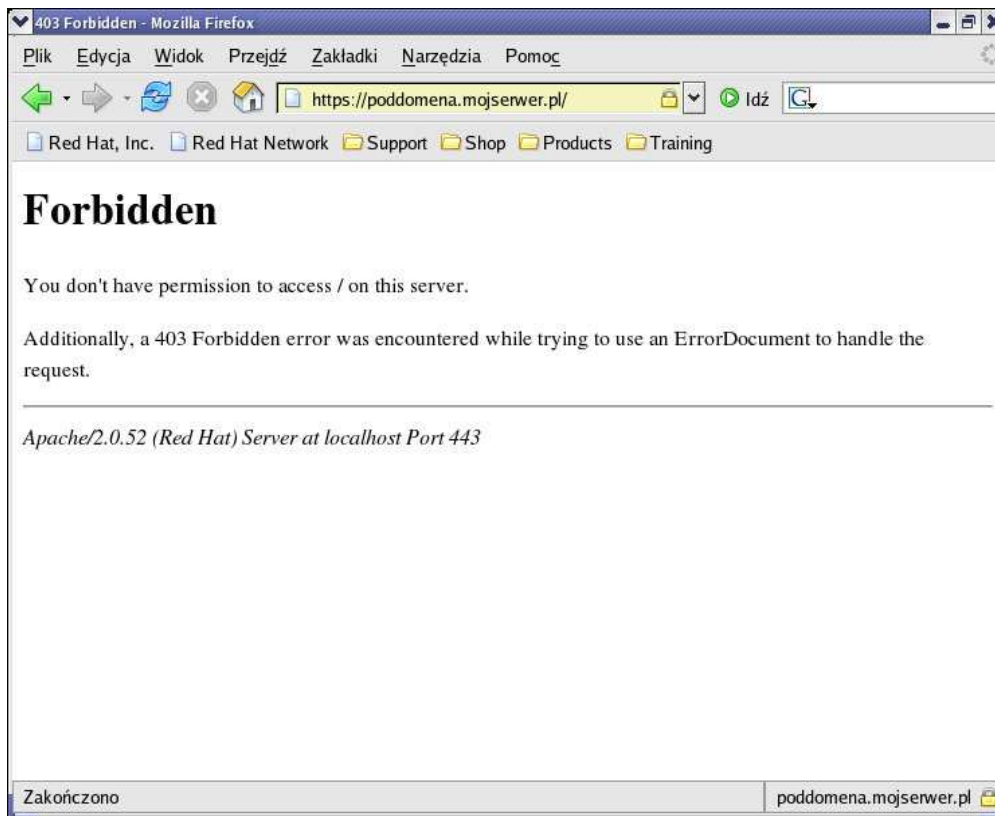 403 Forbidden - Mozilla Firefox
Plik Edycja Widok Przejdź Zakładki Narzędzia Pomoc
https://poddomena.mojserwer.pl/ Idź G
Red Hat, Inc. Red Hat Network Support Shop Products Training
Forbidden
You don't have permission to access / on this server.
Additionally, a 403 Forbidden error was encountered while trying to use an ErrorDocument to handle the
request.
Apache/2.0.52 (Red Hat) Server at localhost Port 443
Zakończono poddomena.mojserwer.pl